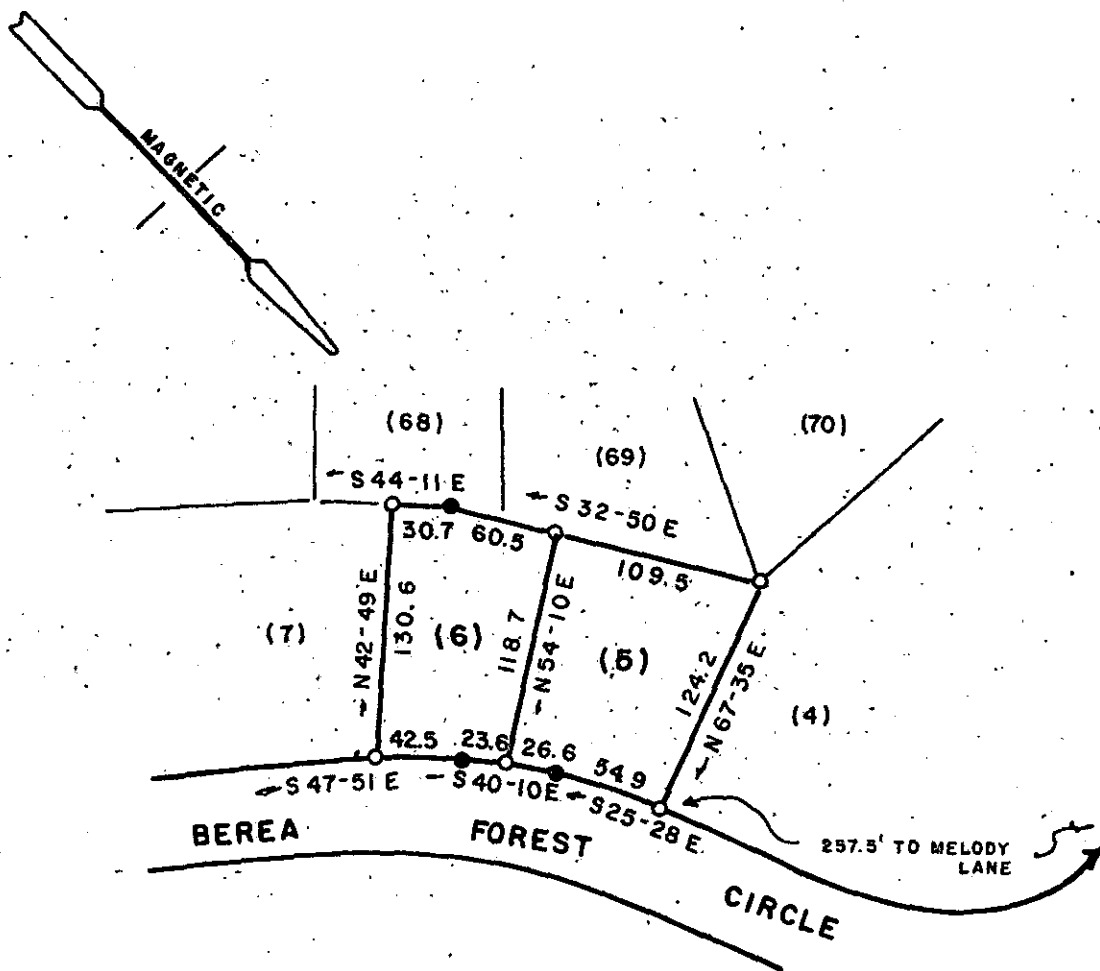 MAGNETIC
(68)
(70)
(69)
S 44-11 E
S 32-50 E
30.7
60.5
109.5
N 42-49 E
130.6
(7)
(6)
118.7
N 54-10 E
(5)
124.2
N 67-35 E.
(4)
42.5
23.6
26.6
54.9
S 47-51 E
S 40-10 E
S 25-28 E.
BEREA FOREST CIRCLE
257.5' TO MELODY
LANE